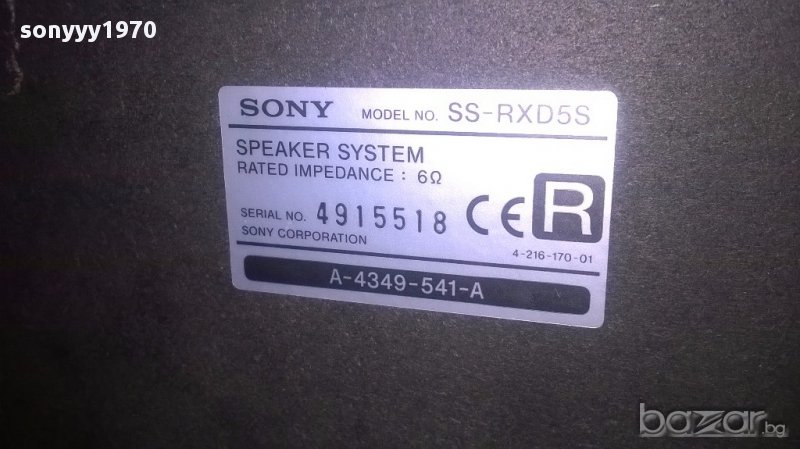 sonyyy1970
SONY MODEL NO. SS-RXD5S
SPEAKER SYSTEM
RATED IMPEDANCE : 6Ω
SERIAL NO. 4915518 CE R
SONY CORPORATION
4-216-170-01
A-4349-541-A
bazar.bg